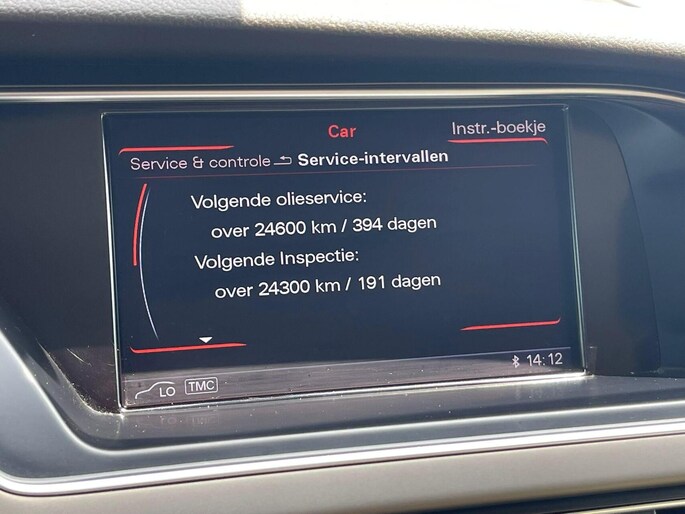 Car
Instr.-boekje
Service & controle Service-intervallen
Volgende olieservice:
over 24600 km / 394 dagen
Volgende Inspectie:
over 24300 km / 191 dagen
14:12
LO TMC